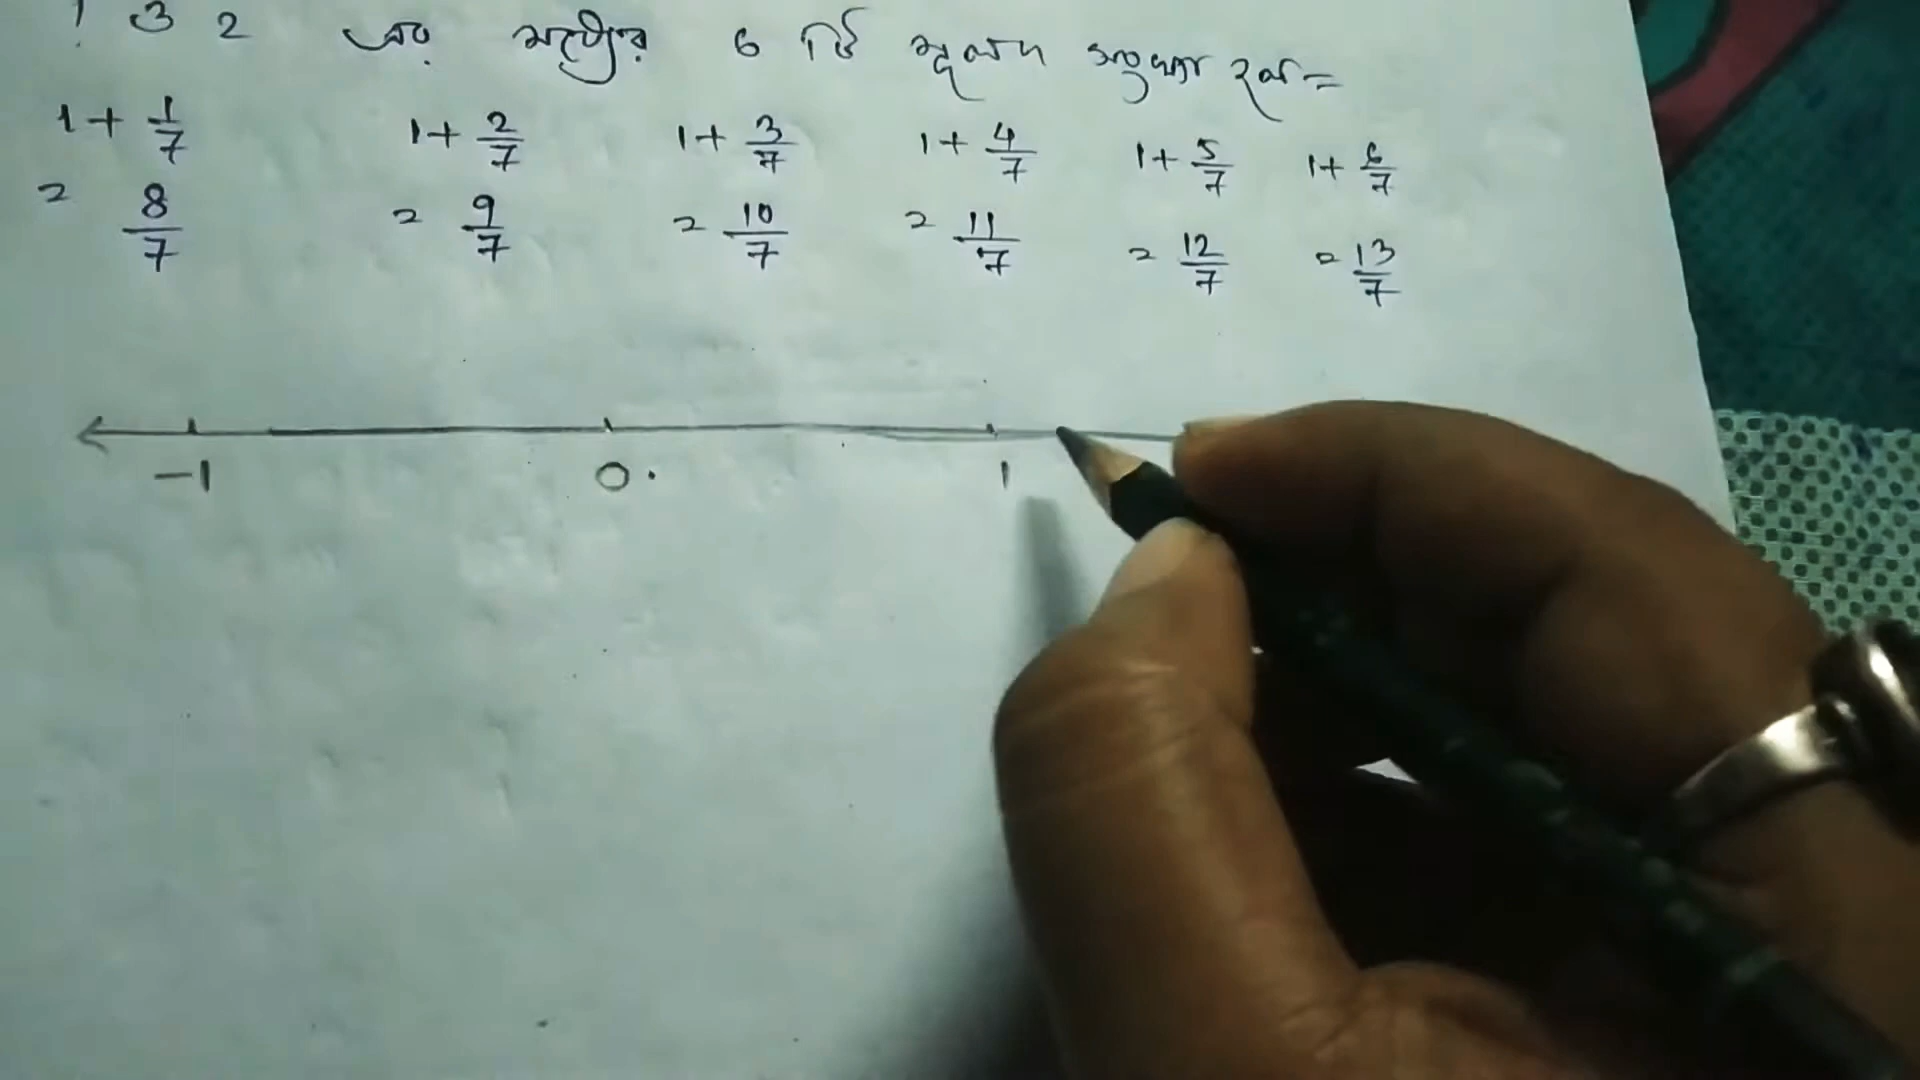 1 ও 2 এর মধ্যের 6 টি মূলদ সংখ্যা হল =
1 + 1/7    1 + 2/7    1 + 3/7    1 + 4/7    1 + 5/7    1 + 6/7
= 8/7    = 9/7    = 10/7    = 11/7    = 12/7    = 13/7
-1    0    1